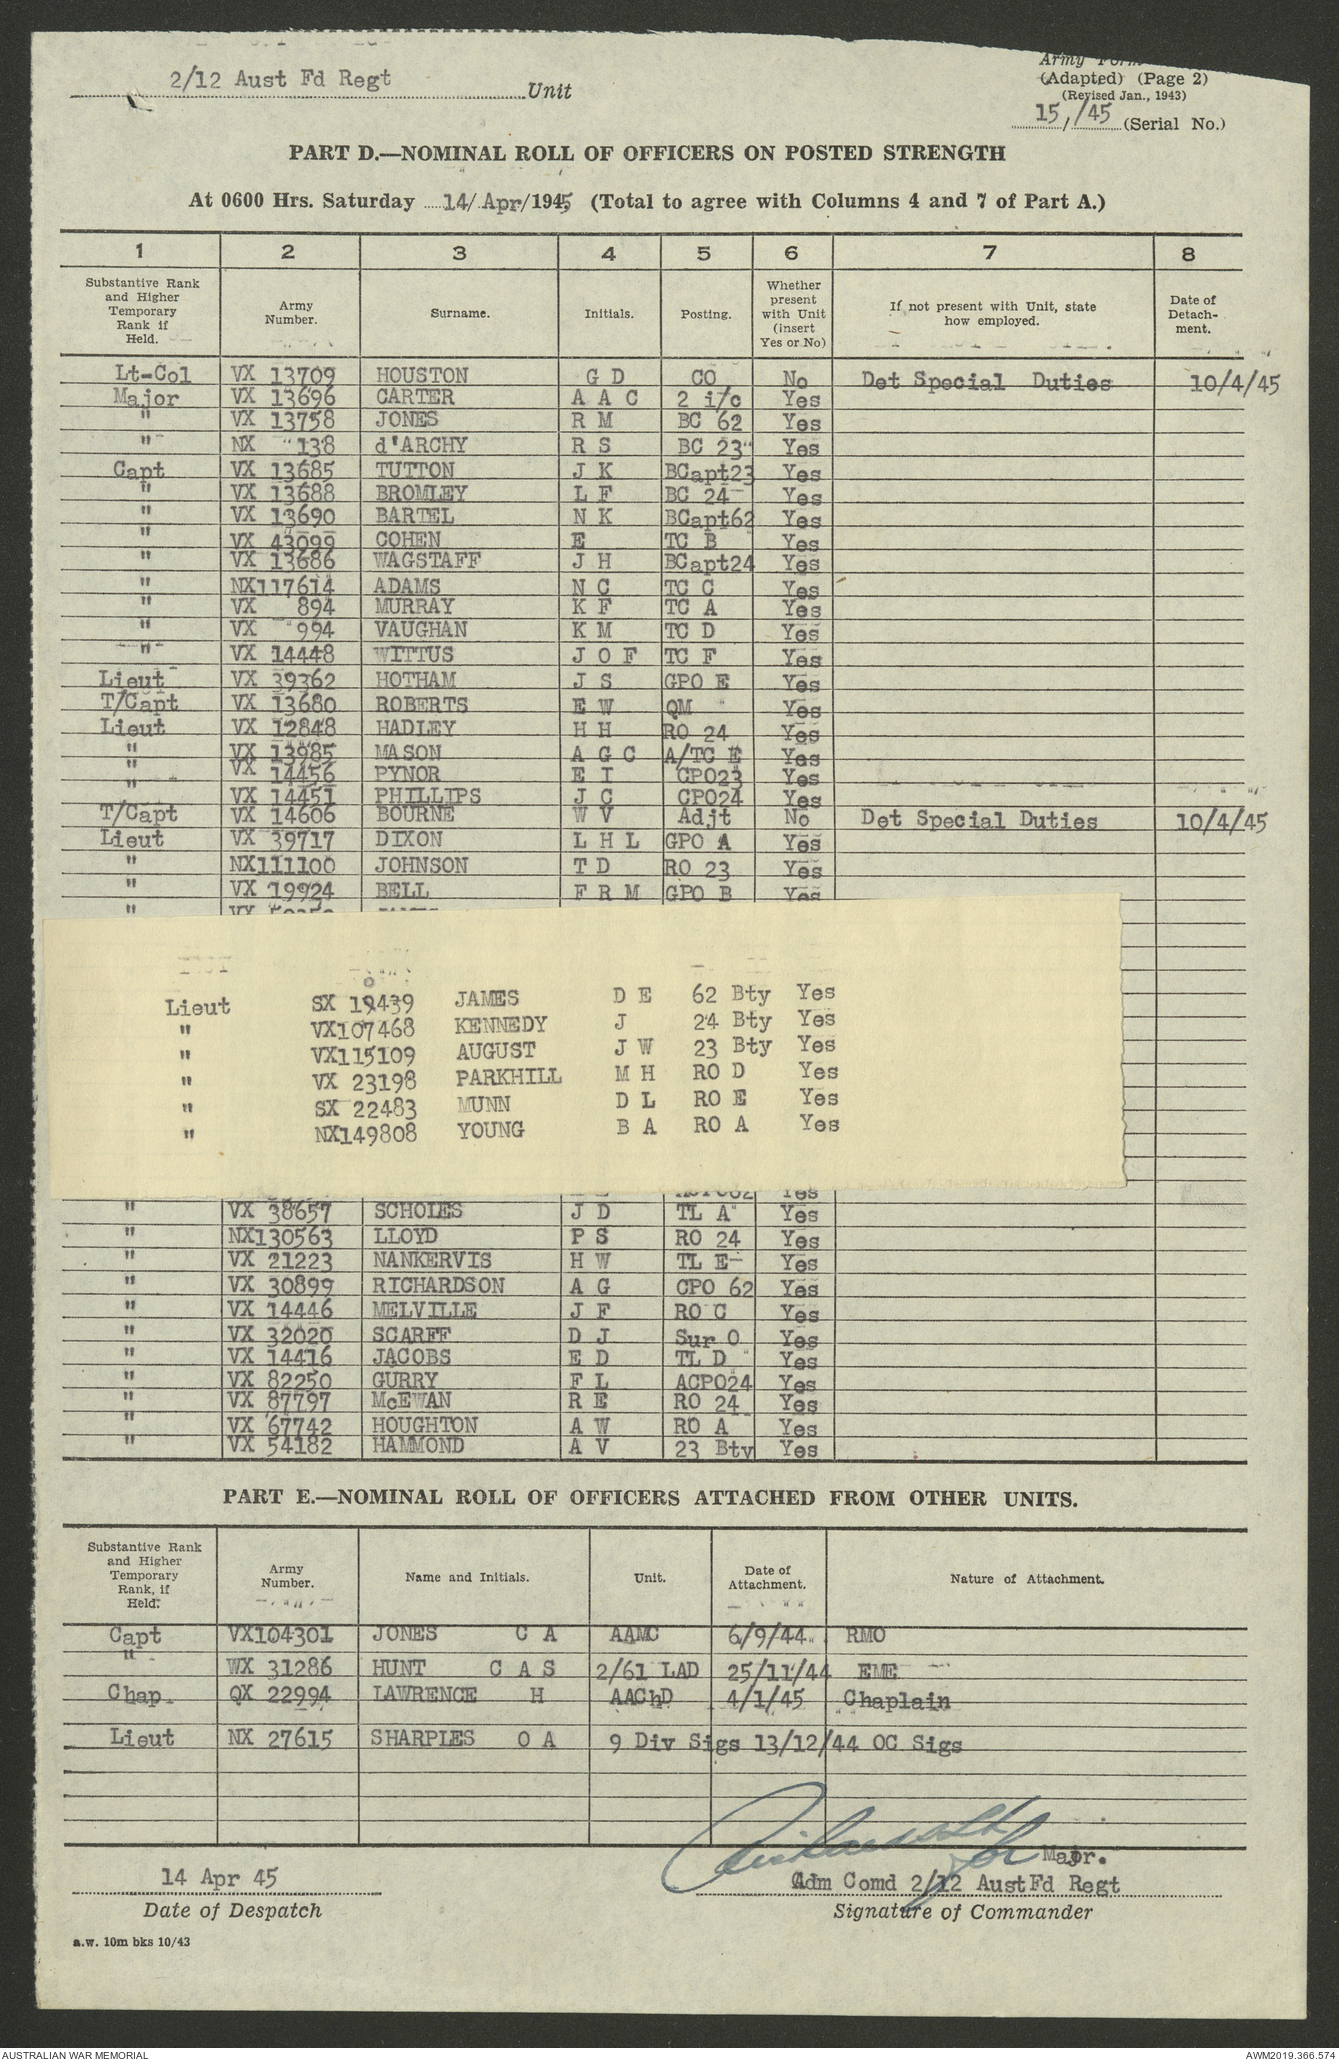 2/12 Aust Fd Regt Unit
Army Form
(Adapted) (Page 2)
(Revised Jan., 1943)
15,/45 (Serial No.)
PART D.—NOMINAL ROLL OF OFFICERS ON POSTED STRENGTH
At 0600 Hrs. Saturday 14/ Apr/1945 (Total to agree with Columns 4 and 7 of Part A.)
1 2 3 4 5 6 7 8
Substantive Rank and Higher Temporary Rank if Held. Army Number. Surname. Initials. Posting. Whether present with Unit (insert Yes or No) If not present with Unit, state how employed. Date of Detachment.
Lt-Col VX 13709 HOUSTON G D CO No Det Special Duties 10/4/45
Major VX 13696 CARTER A A C 2 i/c Yes
" VX 13758 JONES R M BC 62 Yes
" NX 138 d'ARCHY R S BC 23 Yes
Capt VX 13685 TUTTON J K BCapt23 Yes
" VX 13688 BROMLEY L F BC 24 Yes
" VX 13690 BARTEL N K BCapt62 Yes
" VX 43099 COHEN E TC B Yes
" VX 13686 WAGSTAFF J H BCapt24 Yes
" NX117614 ADAMS N C TC C Yes
" VX 894 MURRAY K F TC A Yes
" VX 994 VAUGHAN K M TC D Yes
" VX 14448 WITTUS J O F TC F Yes
Lieut VX 39362 HOTHAM J S GPO E Yes
T/Capt VX 13680 ROBERTS E W QM Yes
Lieut VX 12848 HADLEY H H RO 24 Yes
" VX 13985 MASON A G C A/TC E Yes
" VX 14456 PYNOR E I CPO23 Yes
" VX 14451 PHILLIPS J C CPO24 Yes
T/Capt VX 14606 BOURNE W V Adjt No Det Special Duties 10/4/45
Lieut VX 39717 DIXON L H L GPO A Yes
" NX111100 JOHNSON T D RO 23 Yes
" VX 19924 BELL F R M GPO B Yes
" VX
Lieut SX 19439 JAMES D E 62 Bty Yes
" VX107468 KENNEDY J 24 Bty Yes
" VX115109 AUGUST J W 23 Bty Yes
" VX 23198 PARKHILL M H RO D Yes
" SX 22483 MUNN D L RO E Yes
" NX149808 YOUNG B A RO A Yes
Yes
" VX 38657 SCHOLES J D TL A Yes
" NX130563 LLOYD P S RO 24 Yes
" VX 21223 NANKERVIS H W TL E Yes
" VX 30899 RICHARDSON A G CPO 62 Yes
" VX 14446 MELVILLE J F RO C Yes
" VX 32020 SCARFF D J Sur O Yes
" VX 14416 JACOBS E D TL D Yes
" VX 82250 GURRY F L ACPO24 Yes
" VX 87797 McEWAN R E RO 24 Yes
" VX 67742 HOUGHTON A W RO A Yes
" VX 54182 HAMMOND A V 23 Bty Yes
PART E.—NOMINAL ROLL OF OFFICERS ATTACHED FROM OTHER UNITS.
Substantive Rank and Higher Temporary Rank, if Held. Army Number. Name and Initials. Unit. Date of Attachment. Nature of Attachment.
Capt VX104301 JONES C A AAMC 6/9/44 RMO
" WX 31286 HUNT C A S 2/61 LAD 25/11/44 EME
Chap QX 22994 LAWRENCE H AAChD 4/1/45 Chaplain
Lieut NX 27615 SHARPLES O A 9 Div Sigs 13/12/44 OC Sigs
Major.
14 Apr 45 Adm Comd 2/12 AustFd Regt
Date of Despatch Signature of Commander
a.w. 10m bks 10/43
AUSTRALIAN WAR MEMORIAL AWM2019.366.574